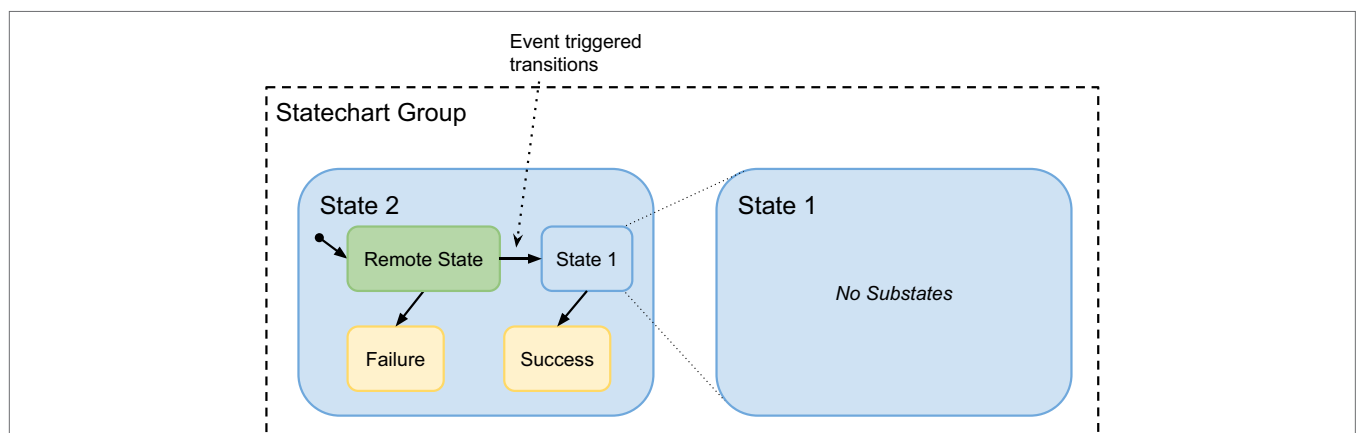 Event triggered
transitions
Statechart Group
State 2
State 1
Remote State
State 1
No Substates
Failure
Success